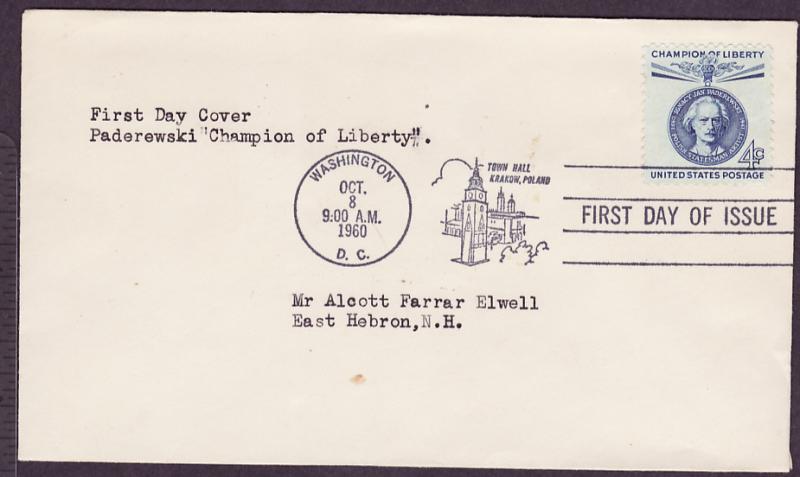 CHAMPION OF LIBERTY
IGNACY JAN PADEREWSKI
POLISH STATESMAN ARTIST
4c
UNITED STATES POSTAGE
First Day Cover
Paderewski "Champion of Liberty".
WASHINGTON
OCT.
8
9:00 A.M.
1960
D. C.
TOWN HALL
KRAKOW, POLAND
FIRST DAY OF ISSUE
Mr Alcott Farrar Elwell
East Hebron,N.H.